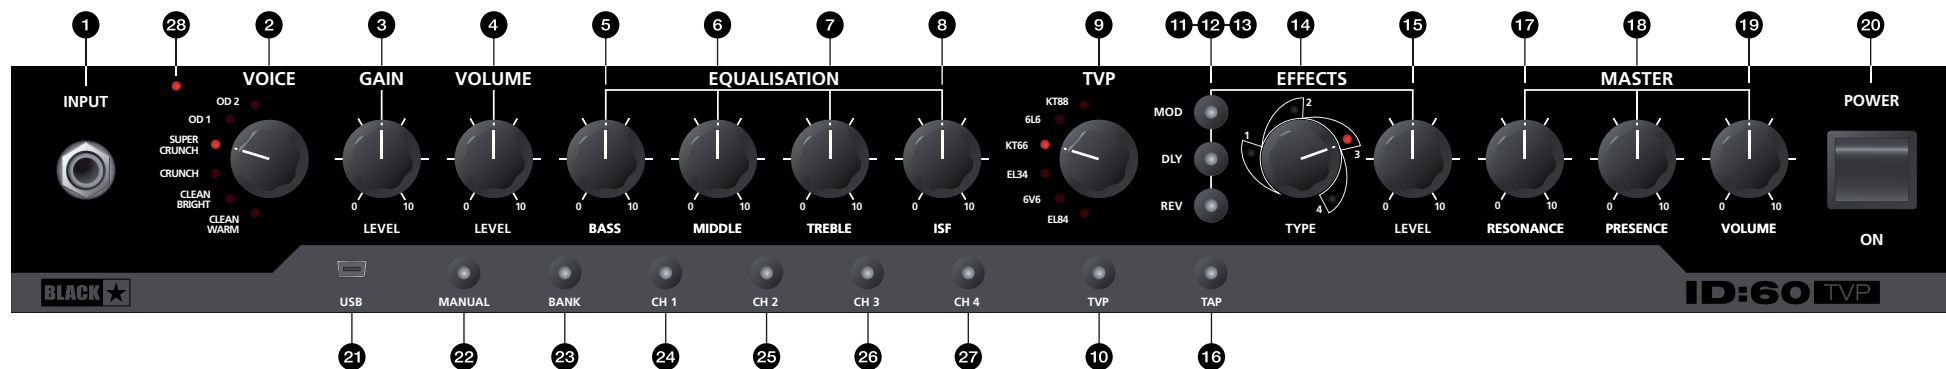 1 28 2 3 4 5 6 7 8 9 11 12 13 14 15 17 18 19 20
INPUT
VOICE
OD 2
OD 1
SUPER
CRUNCH
CRUNCH
CLEAN
BRIGHT
CLEAN
WARM
GAIN
0 10
LEVEL
VOLUME
0 10
LEVEL
EQUALISATION
0 10
BASS
0 10
MIDDLE
0 10
TREBLE
0 10
ISF
TVP
KT88
6L6
KT66
EL34
6V6
EL84
EFFECTS
MOD
DLY
REV
1
2
3
4
TYPE
0 10
LEVEL
MASTER
0 10
RESONANCE
0 10
PRESENCE
0 10
VOLUME
POWER
ON
BLACK
USB
MANUAL
BANK
CH 1
CH 2
CH 3
CH 4
TVP
TAP
ID:60 TVP
21 22 23 24 25 26 27 10 16